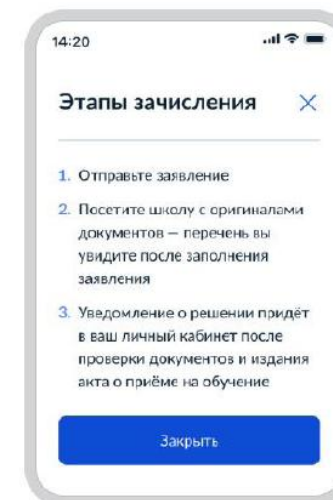 14:20
Этапы зачисления
1. Отправьте заявление
2. Посетите школу с оригиналами
документов — перечень вы
увидите после заполнения
заявления
3. Уведомление о решении придёт
в ваш личный кабинет после
проверки документов и издания
акта о приёме на обучение
Закрыть